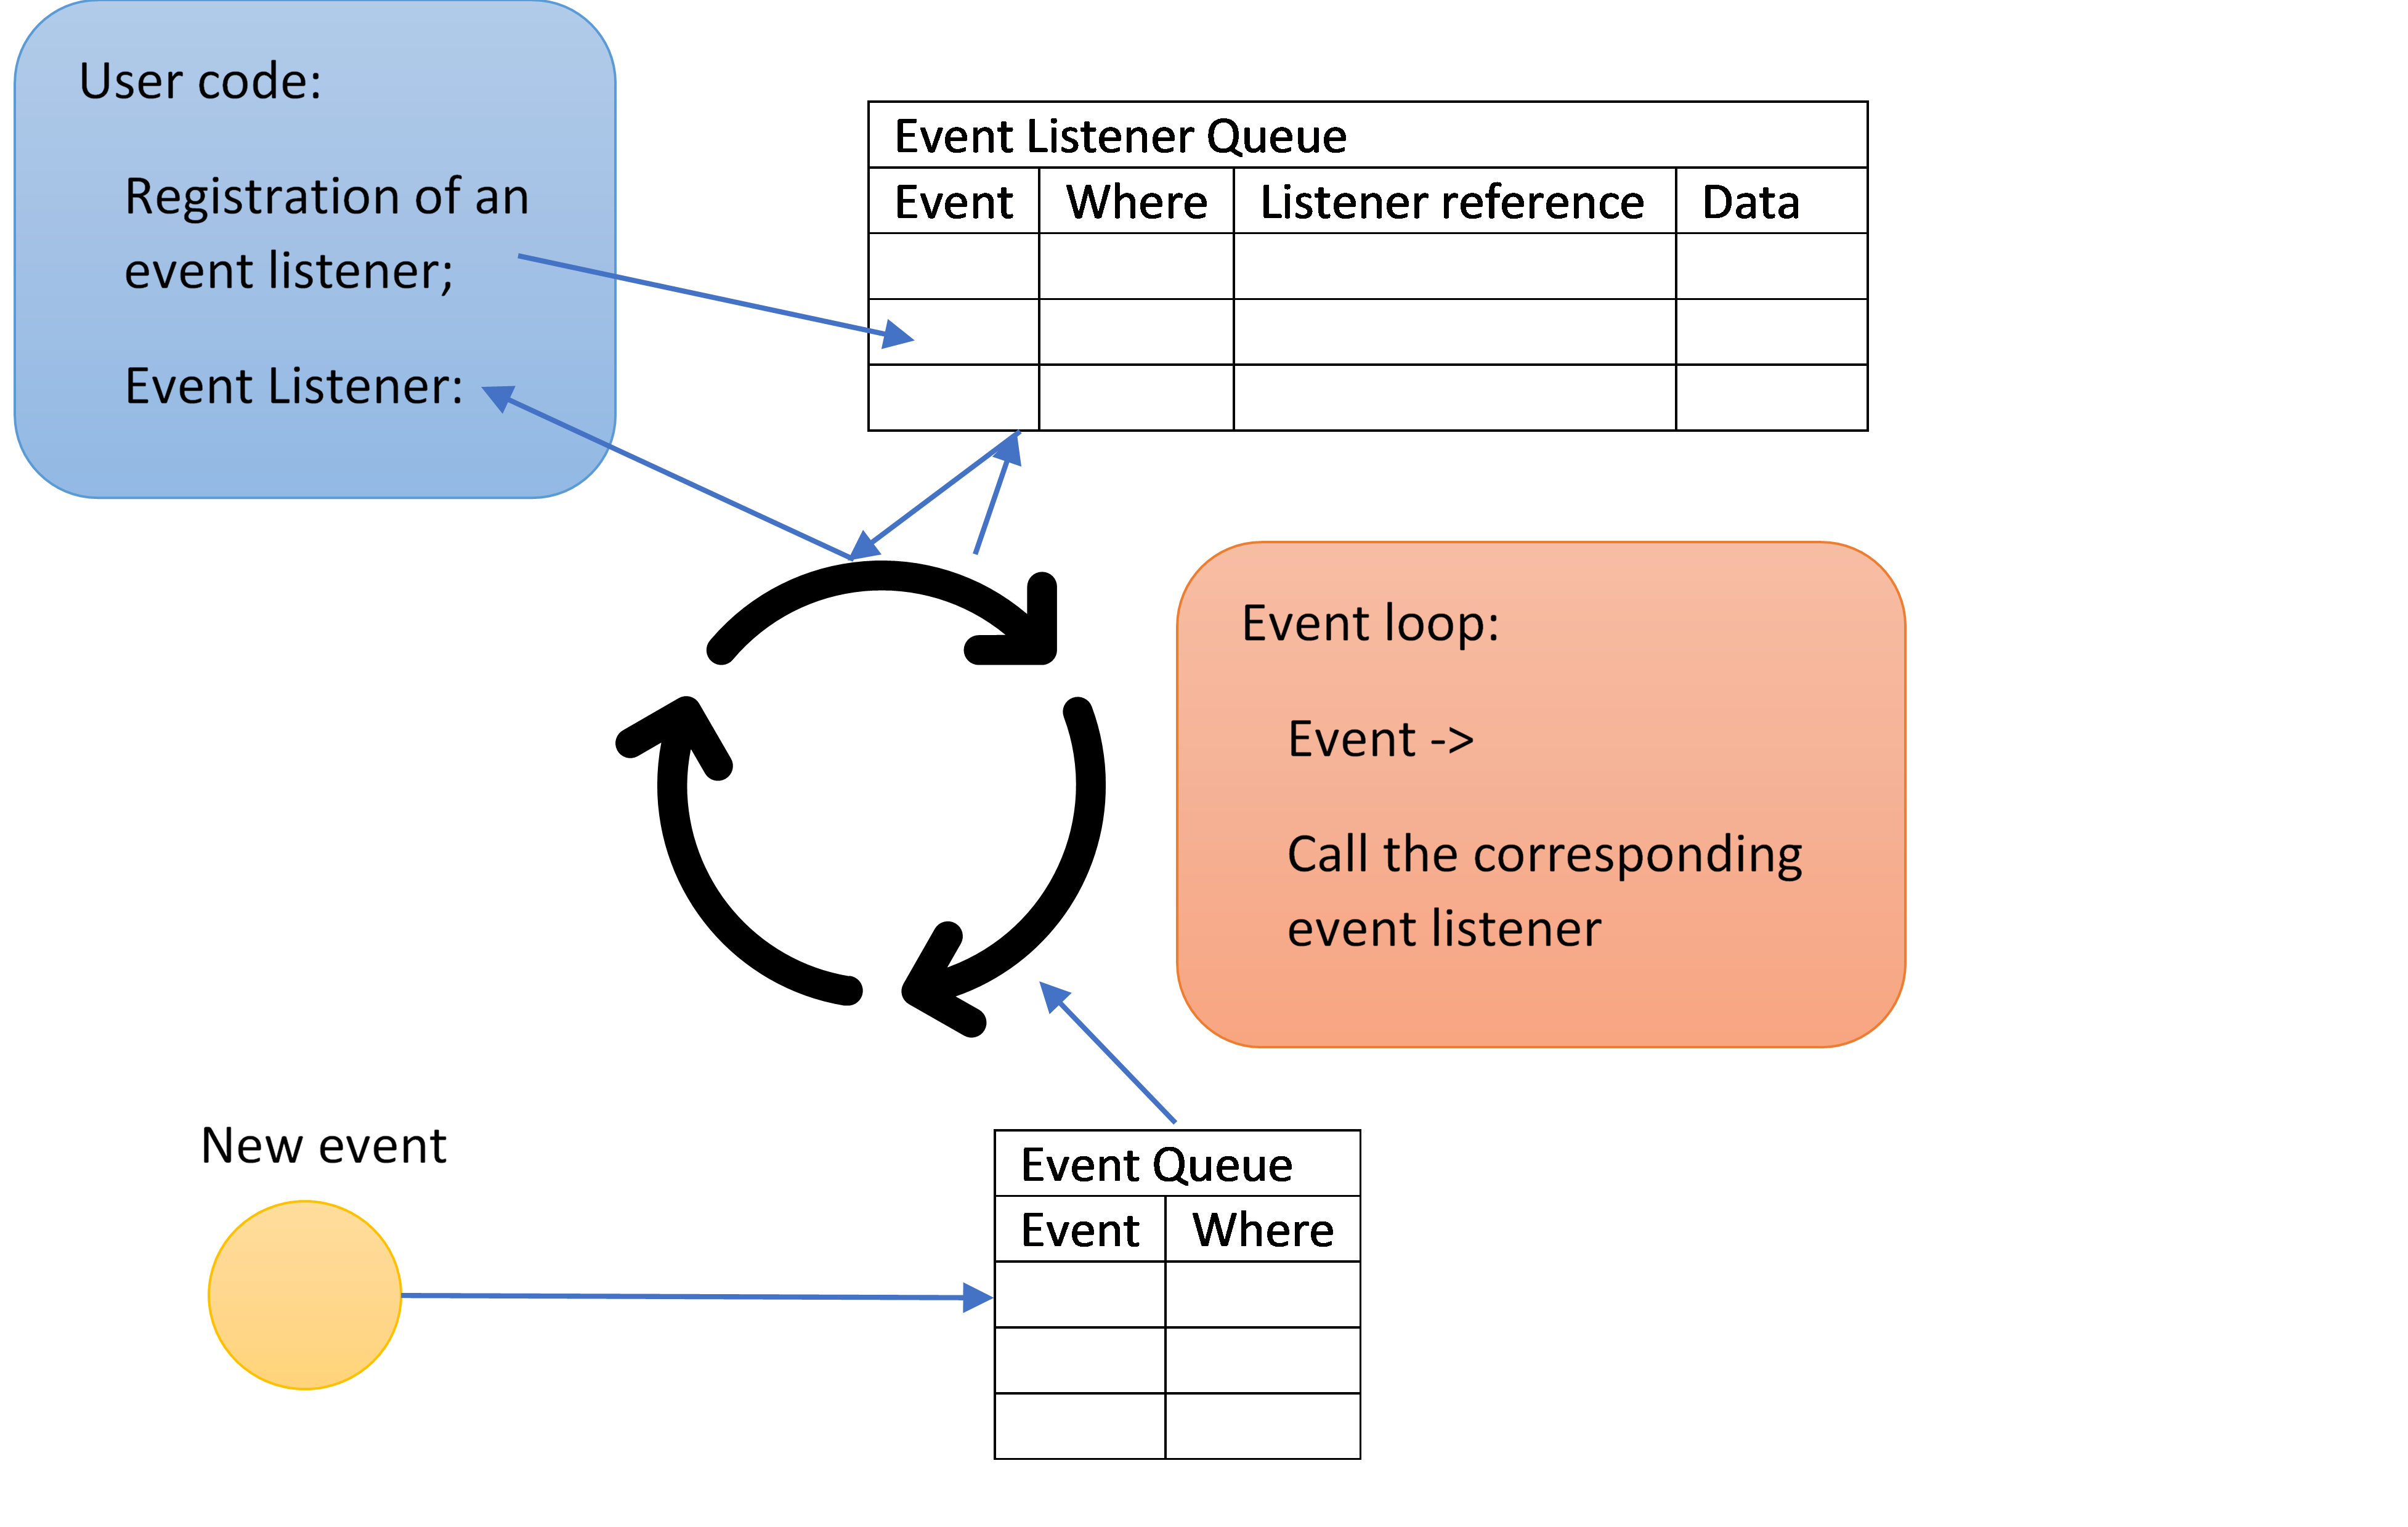 User code:
Registration of an
event listener;
Event Listener:
Event Listener Queue
Event Where Listener reference Data
Event loop:
Event ->
Call the corresponding
event listener
New event
Event Queue
Event Where